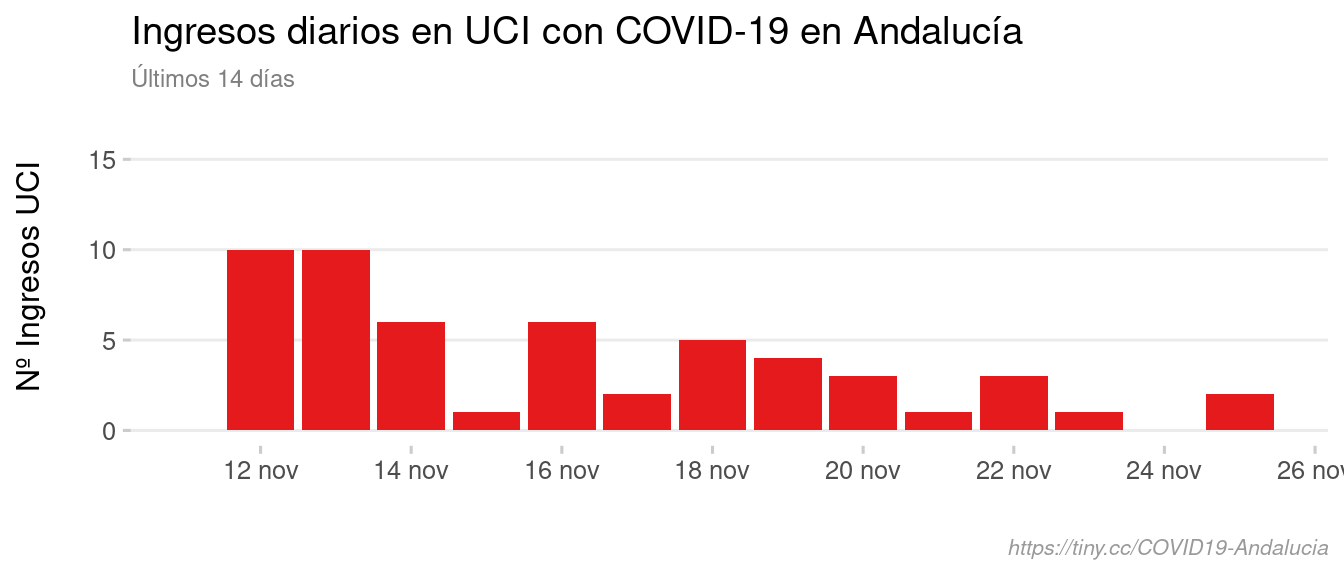 Ingresos diarios en UCI con COVID-19 en Andalucía
Últimos 14 días
Nº Ingresos UCI
15
10
5
0
12 nov 14 nov 16 nov 18 nov 20 nov 22 nov 24 nov 26 nov
https://tiny.cc/COVID19-Andalucia